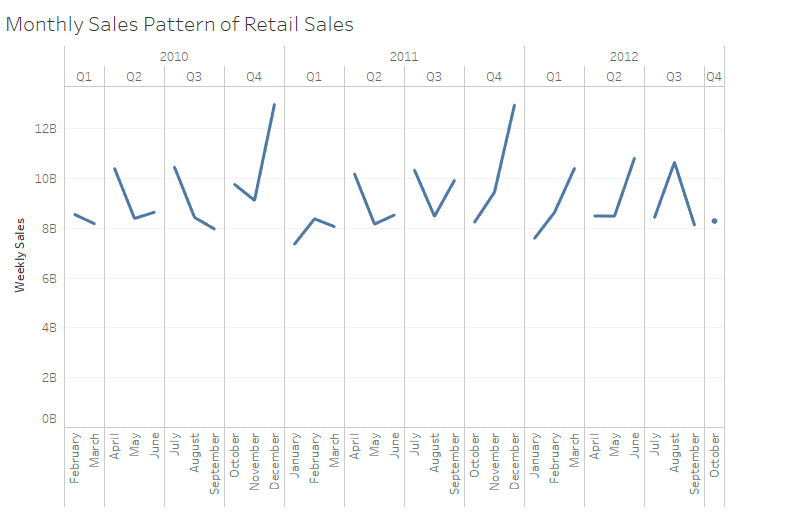 Monthly Sales Pattern of Retail Sales
2010 2011 2012
Q1 Q2 Q3 Q4 Q1 Q2 Q3 Q4 Q1 Q2 Q3 Q4
12B
10B
8B
6B
4B
2B
0B
Weekly Sales
February March April May June July August September October November December January February March April May June July August September October November December January February March April May June July August September October